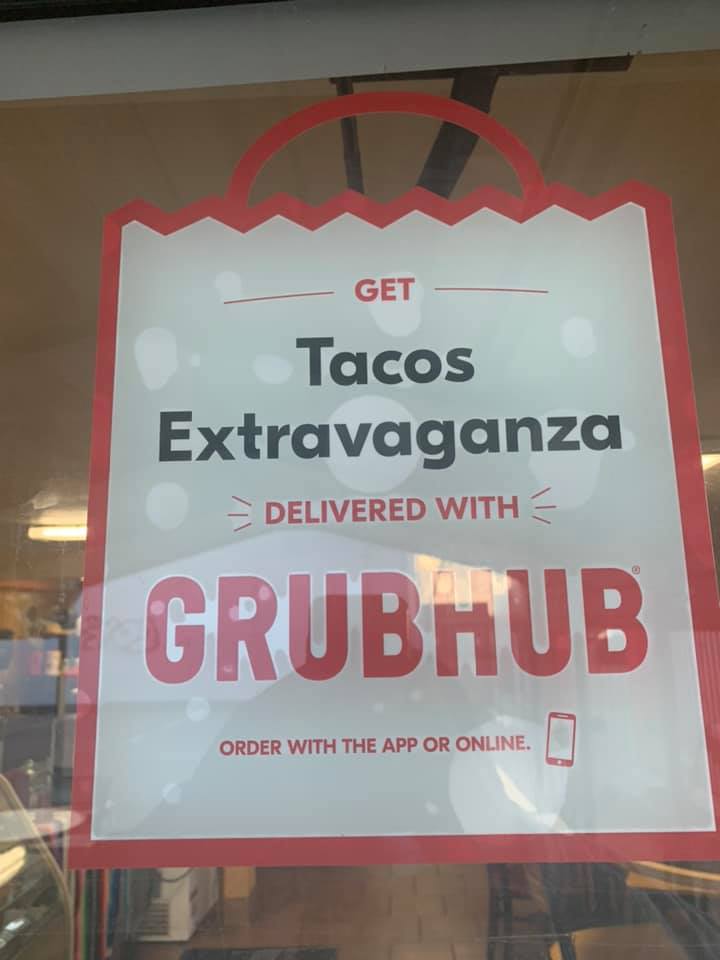 GET
Tacos
Extravaganza
DELIVERED WITH
GRUBHUB®
ORDER WITH THE APP OR ONLINE.